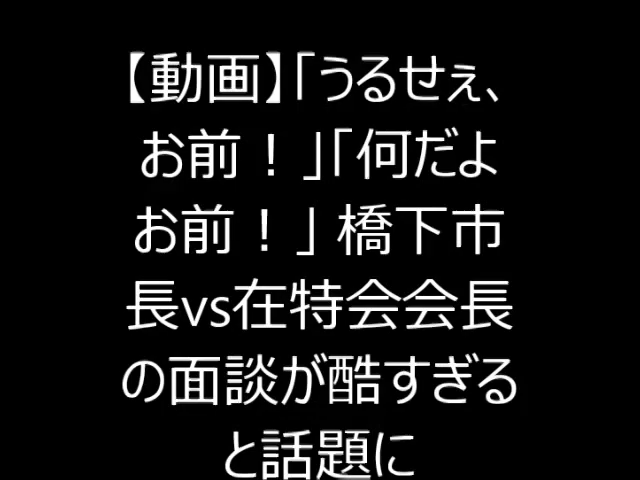 【動画】「うるせぇ、
お前！」「何だよ
お前！」 橋下市
長vs在特会会長
の面談が酷すぎる
と話題に